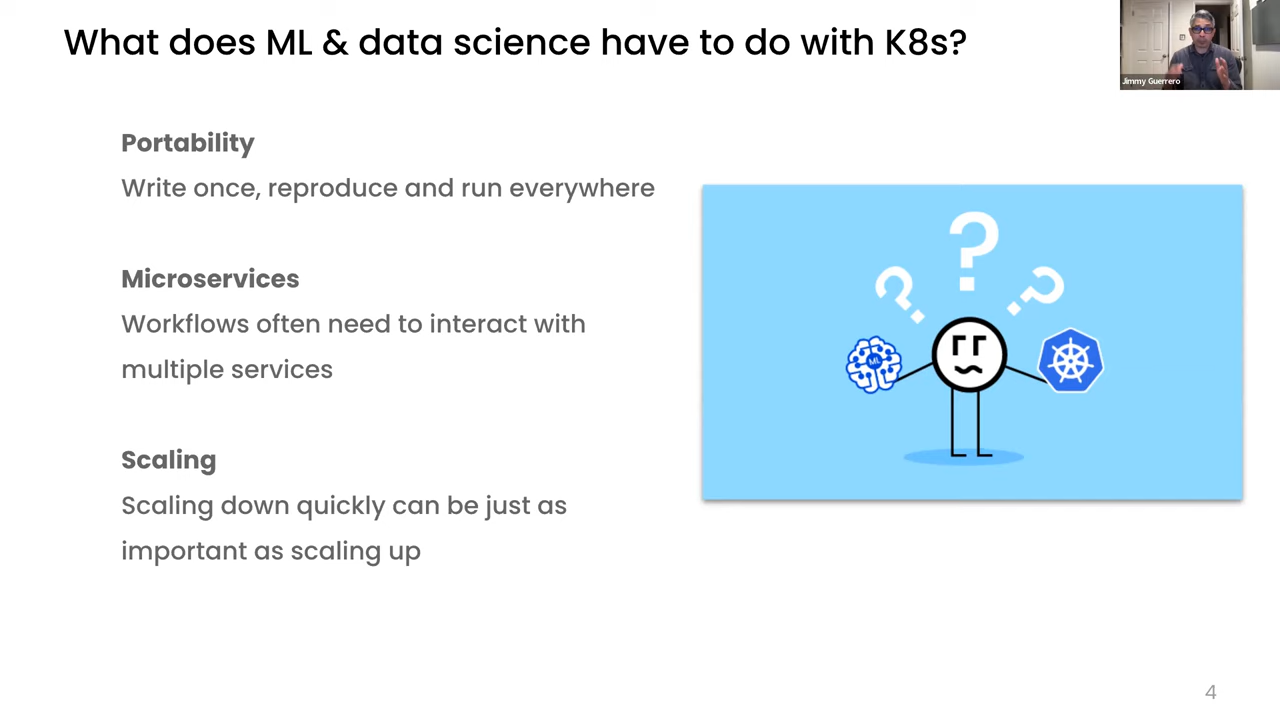 What does ML & data science have to do with K8s?
Jimmy Guerrero
Portability
Write once, reproduce and run everywhere
Microservices
Workflows often need to interact with
multiple services
Scaling
Scaling down quickly can be just as
important as scaling up
? ? ?
ML
4